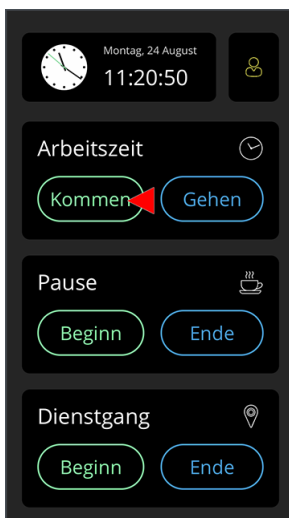 Montag, 24 August
11:20:50
Arbeitszeit
Kommen Gehen
Pause
Beginn Ende
Dienstgang
Beginn Ende